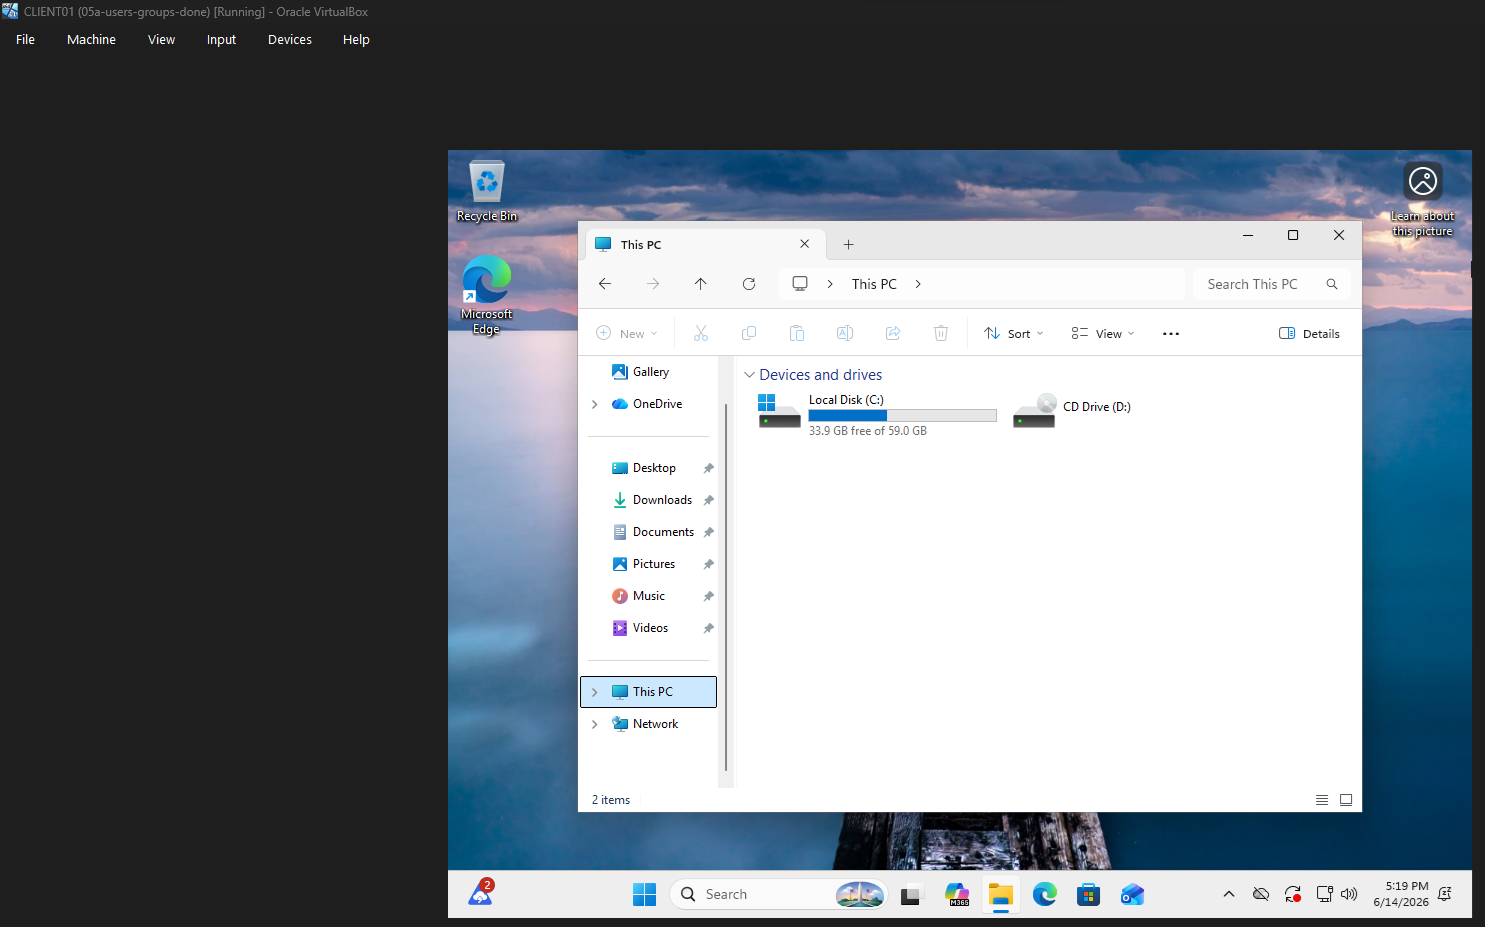 CLIENT01 (05a-users-groups-done) [Running] - Oracle VirtualBox
File Machine View Input Devices Help
Recycle Bin
Microsoft
Edge
Learn about
this picture
This PC
This PC
Search This PC
New
Sort
View
Details
Gallery
OneDrive
Desktop
Downloads
Documents
Pictures
Music
Videos
This PC
Network
Devices and drives
Local Disk (C:)
33.9 GB free of 59.0 GB
CD Drive (D:)
2 items
2
Search
M365
5:19 PM
6/14/2026